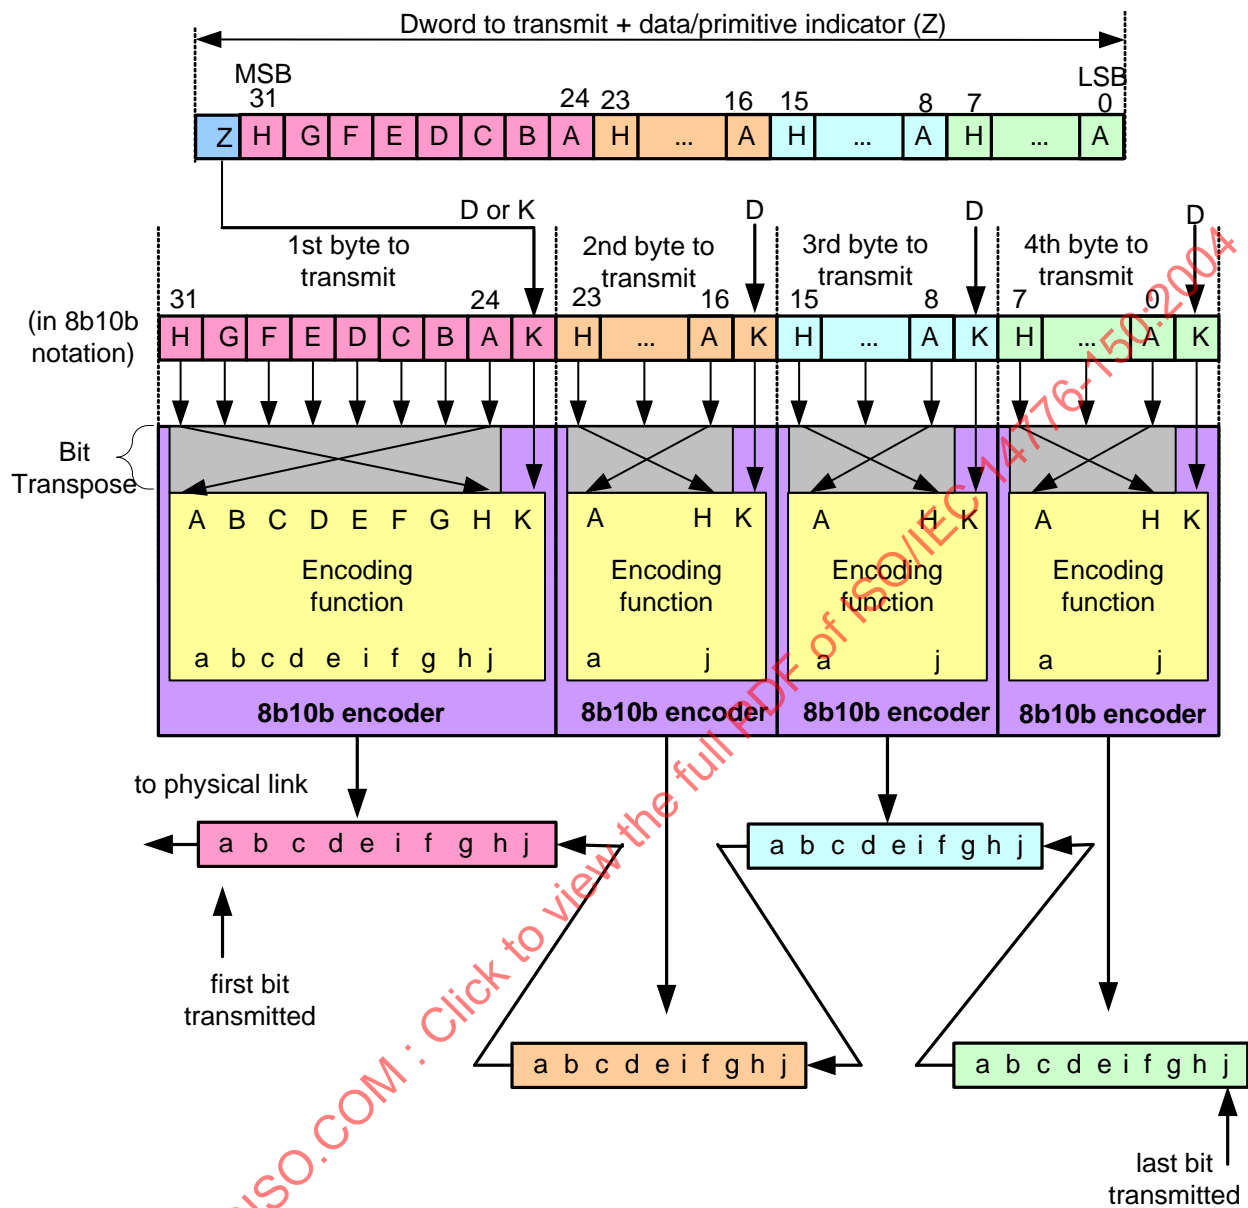 Dword to transmit + data/primitive indicator (Z)
MSB LSB
31 24 23 16 15 8 7 0
Z H G F E D C B A H ... A H ... A H ... A
D or K D D D
1st byte to transmit
2nd byte to transmit
3rd byte to transmit
4th byte to transmit
31 24 23 16 15 8 7 0
(in 8b10b notation)
H G F E D C B A K H ... A K H ... A K H ... A K
Bit Transpose
A B C D E F G H K A H K A H K A H K
Encoding function
Encoding function
Encoding function
Encoding function
a b c d e i f g h j a j a j a j
8b10b encoder 8b10b encoder 8b10b encoder 8b10b encoder
to physical link
a b c d e i f g h j
a b c d e i f g h j
first bit transmitted
a b c d e i f g h j
a b c d e i f g h j
last bit transmitted
ISO.COM : Click to view the full PDF of ISO/IEC 14776-150:2004